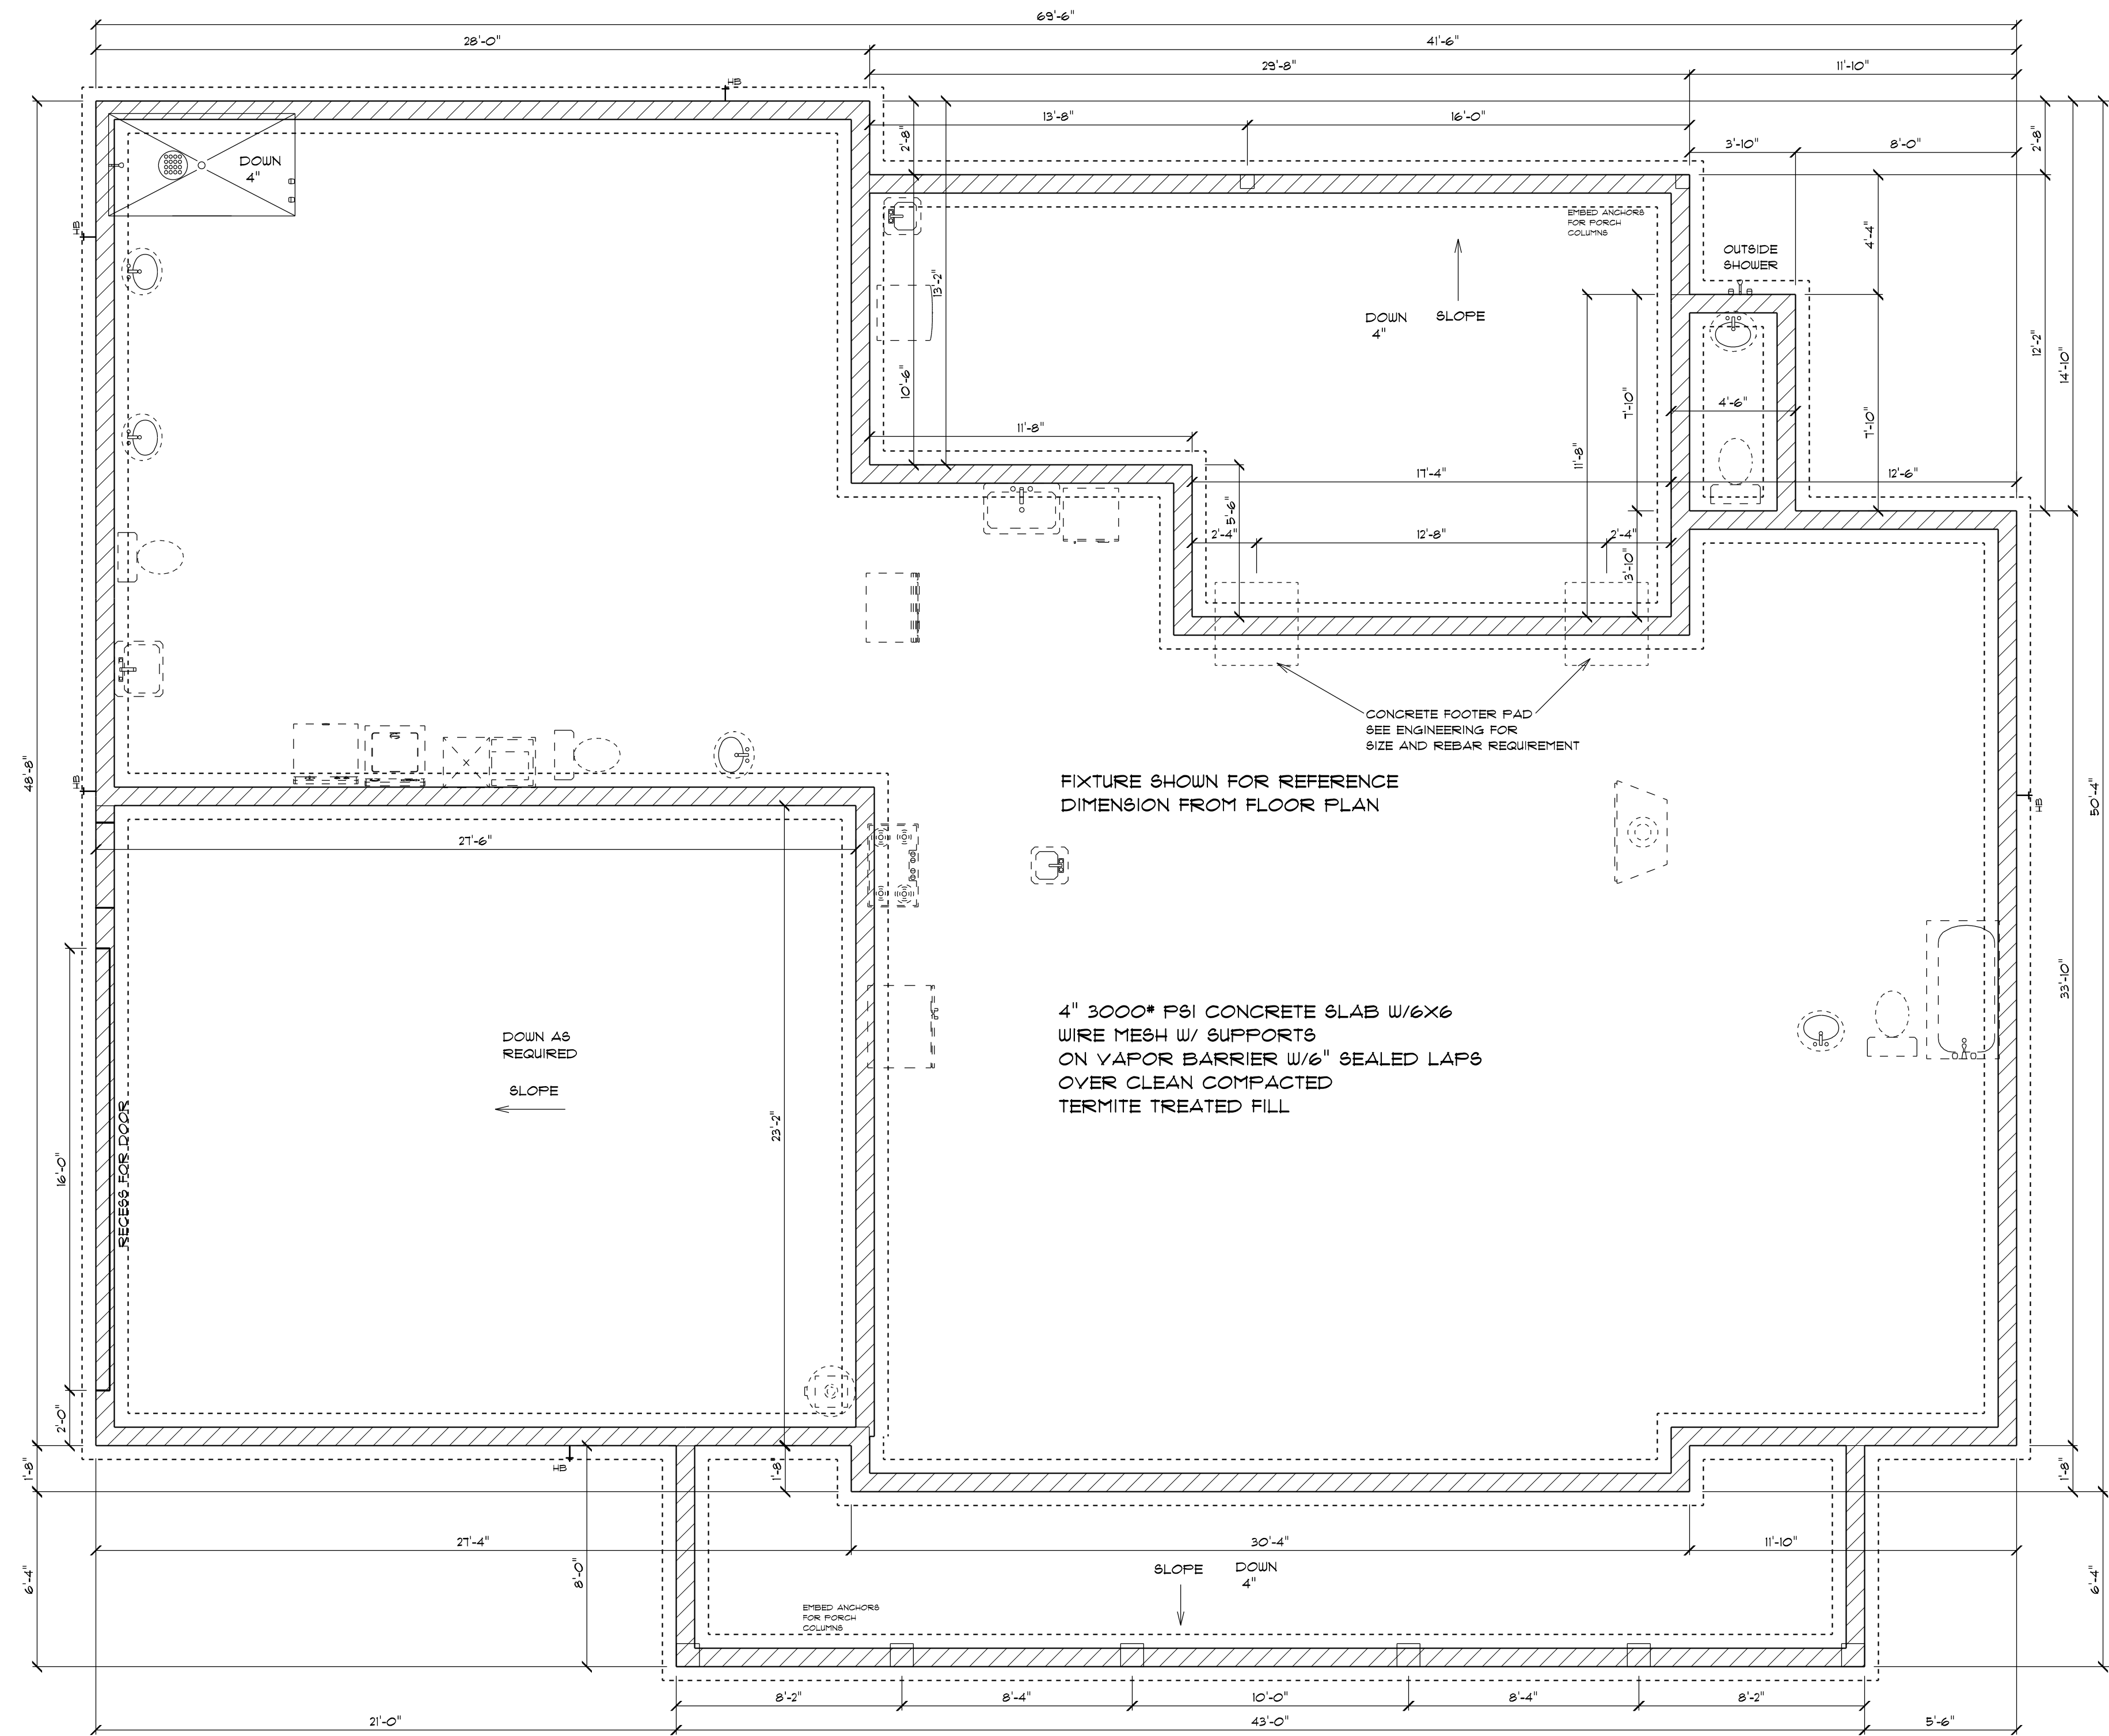 69'-6"
28'-0"
41'-6"
29'-8"
11'-10"
HB
13'-8"
16'-0"
2'-8"
3'-10"
8'-0"
2'-8"
DOWN
4"
EMBED ANCHORS
FOR PORCH
COLUMNS
HB
OUTSIDE
SHOWER
4'-4"
13'-2"
DOWN
4"
SLOPE
12'-2"
14'-10"
10'-6"
7'-10"
4'-6"
7'-10"
11'-8"
11'-8"
17'-4"
12'-6"
5'-6"
2'-4"
12'-8"
2'-4"
3'-10"
CONCRETE FOOTER PAD
SEE ENGINEERING FOR
SIZE AND REBAR REQUIREMENT
48'-8"
HB
FIXTURE SHOWN FOR REFERENCE
DIMENSION FROM FLOOR PLAN
HB
50'-4"
27'-6"
33'-10"
4" 3000# PSI CONCRETE SLAB W/6X6
WIRE MESH W/ SUPPORTS
ON VAPOR BARRIER W/6" SEALED LAPS
OVER CLEAN COMPACTED
TERMITE TREATED FILL
DOWN AS
REQUIRED
SLOPE
23'-2"
16'-0"
RECESS FOR DOOR
2'-0"
1'-8"
HB
1'-8"
1'-8"
27'-4"
30'-4"
11'-10"
6'-4"
8'-0"
SLOPE
DOWN
4"
6'-4"
EMBED ANCHORS
FOR PORCH
COLUMNS
8'-2"
8'-4"
10'-0"
8'-4"
8'-2"
21'-0"
43'-0"
5'-6"